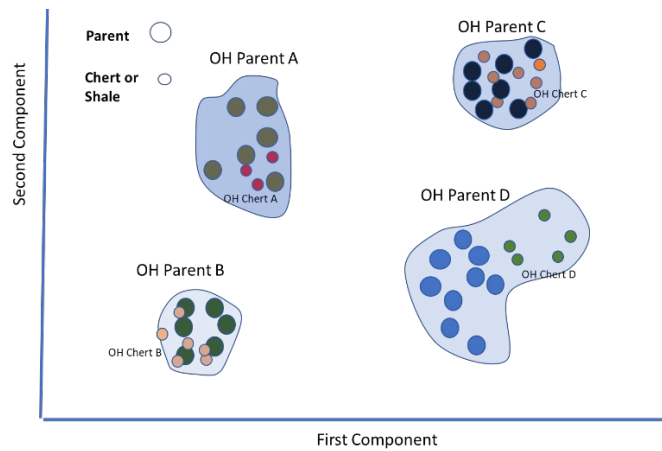 OH Parent C
Parent
OH Parent A
Chert or
Shale
OH Chert C
Second Component
OH Parent D
OH Chert A
OH Parent B
OH Chert D
OH Chert B
First Component